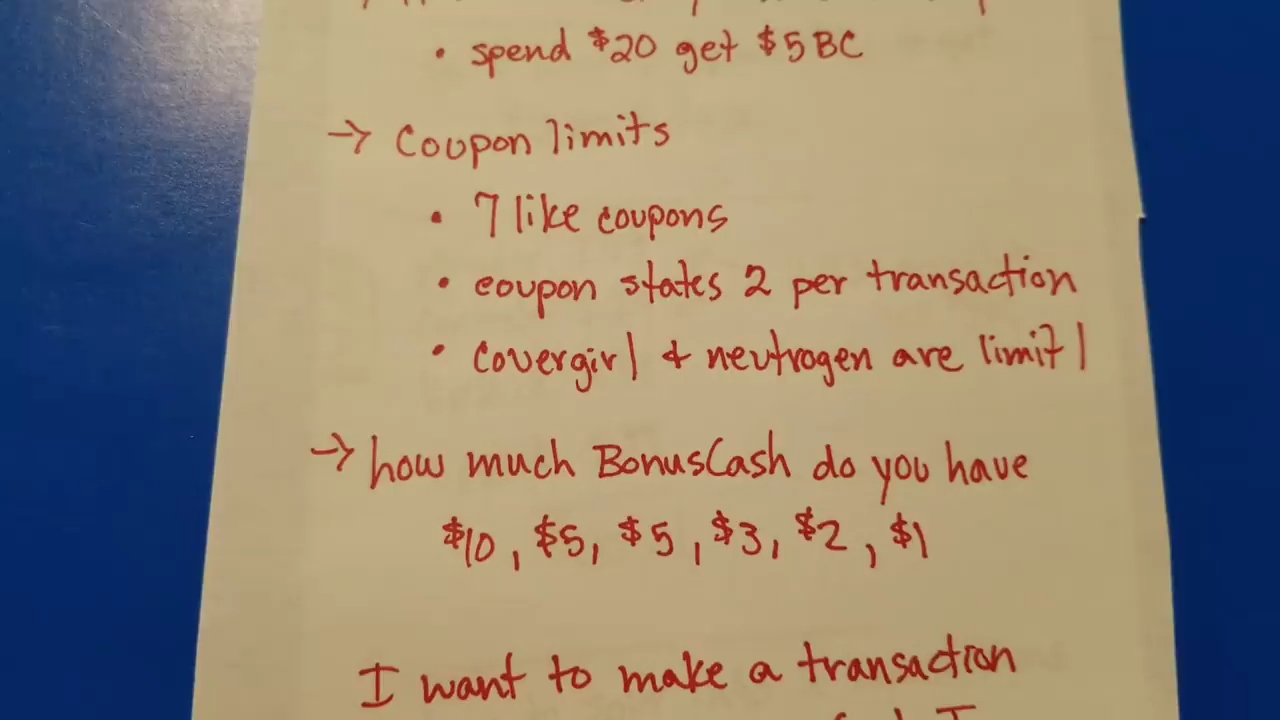 • spend $20 get $5 BC
→ Coupon limits
• 7 like coupons
• coupon states 2 per transaction
• covergirl & neutrogen are limit 1
→ how much BonusCash do you have
$10, $5, $5, $3, $2, $1
I want to make a transaction